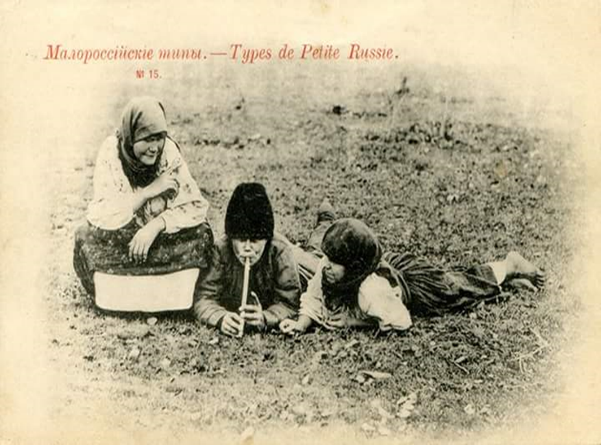 Малороссійскіе типы.—Types de Petite Russie.
№ 15.